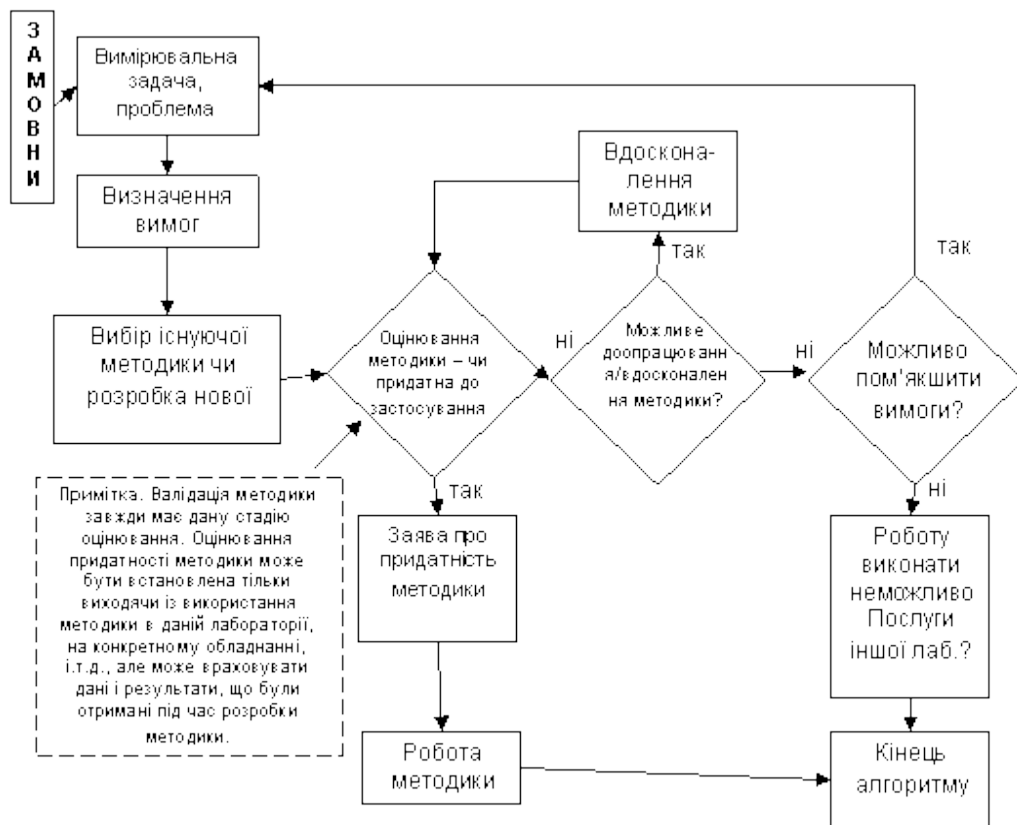 З
А
М
О
В
Н
И
Вимірювальна
задача,
проблема
Визначення
вимог
Вибір існуючої
методики чи
розробка нової
Вдоскона-
лення
методики
так
так
Оцінювання
методики – чи
придатна до
застосування
ні
Можливе
доопрацюванн
я/вдосконален
ня методики?
ні
Можливо
пом'якшити
вимоги?
так
ні
Примітка. Валідація методики
завжди має дану стадію
оцінювання. Оцінювання
придатності методики може
бути встановлена тільки
виходячи із використання
методики в даній лабораторії,
на конкретному обладнанні,
і.т.д., але може враховувати
дані і результати, що були
отримані під час розробки
методики.
Заява про
придатність
методики
Роботу
виконати
неможливо
Послуги
іншої лаб.?
Робота
методики
Кінець
алгоритму